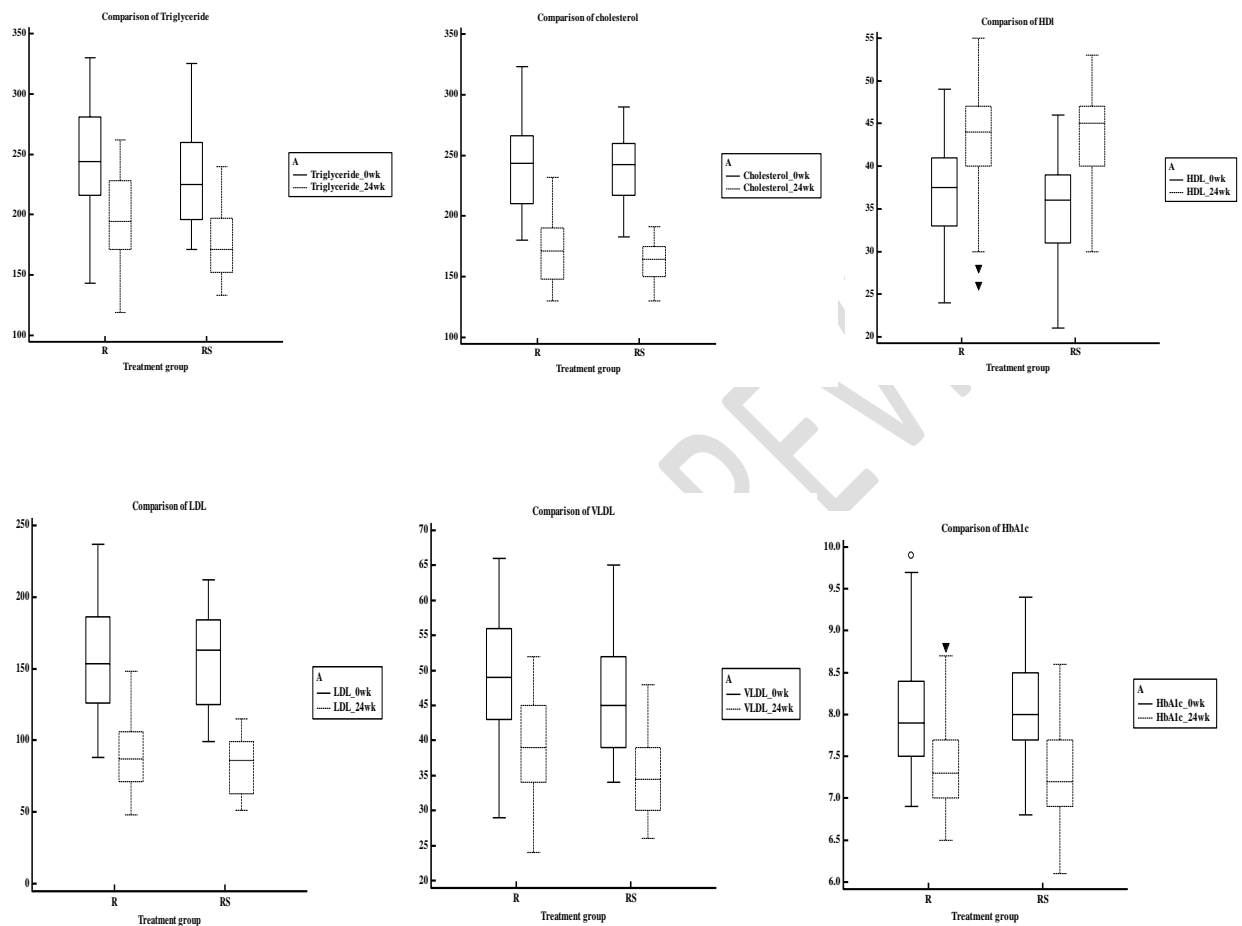 Comparison of Triglyceride
350
300
250
200
150
100
R RS
Treatment group
A
Triglyceride_0wk
Triglyceride_24wk
Comparison of cholesterol
350
300
250
200
150
100
R RS
Treatment group
A
Cholesterol_0wk
Cholesterol_24wk
Comparison of HDl
55
50
45
40
35
30
25
20
R RS
Treatment group
A
HDL_0wk
HDL_24wk
Comparison of LDL
250
200
150
100
50
0
R RS
Treatment group
A
LDL_0wk
LDL_24wk
Comparison of VLDL
70
65
60
55
50
45
40
35
30
25
20
R RS
Treatment group
A
VLDL_0wk
VLDL_24wk
Comparison of HbA1c
10.0
9.5
9.0
8.5
8.0
7.5
7.0
6.5
6.0
R RS
Treatment group
A
HbA1c_0wk
HbA1c_24wk